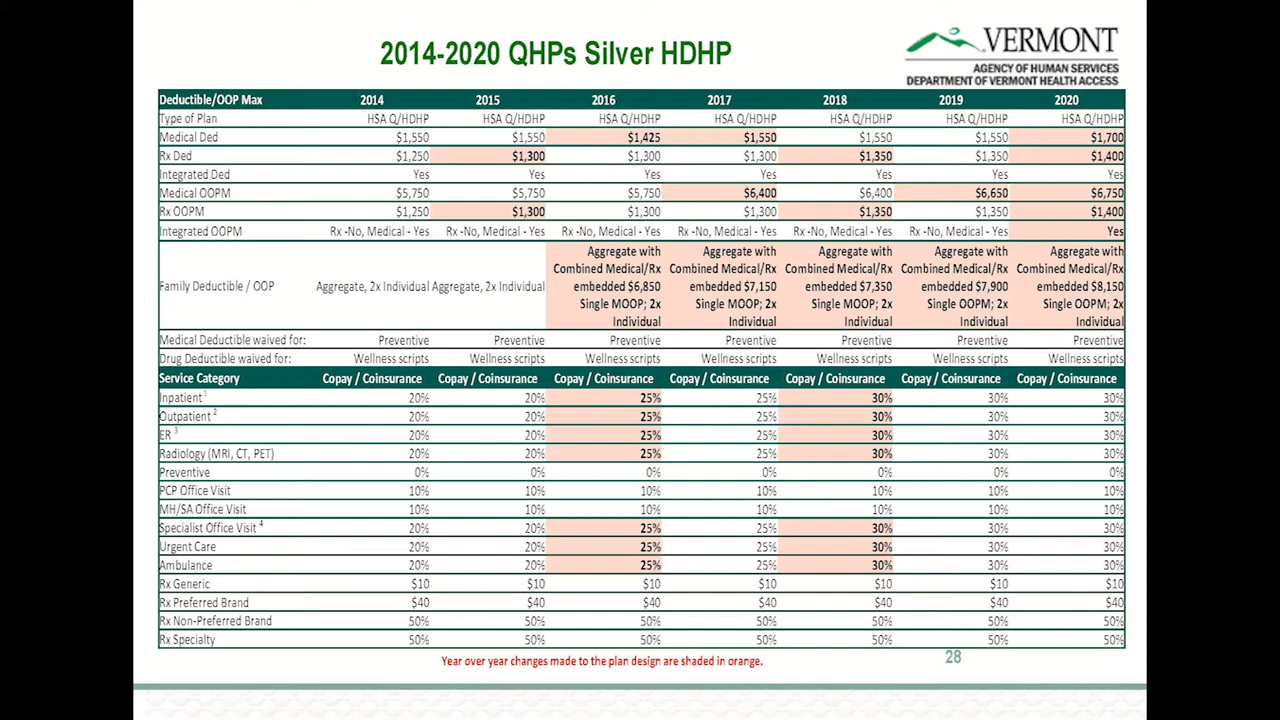 2014-2020 QHPs Silver HDHP
VERMONT
AGENCY OF HUMAN SERVICES
DEPARTMENT OF VERMONT HEALTH ACCESS
Deductible/OOP Max 2014 2015 2016 2017 2018 2019 2020
Type of Plan HSA Q/HDHP HSA Q/HDHP HSA Q/HDHP HSA Q/HDHP HSA Q/HDHP HSA Q/HDHP HSA Q/HDHP
Medical Ded $1,550 $1,550 $1,425 $1,550 $1,550 $1,550 $1,700
Rx Ded $1,250 $1,300 $1,300 $1,300 $1,350 $1,350 $1,400
Integrated Ded Yes Yes Yes Yes Yes Yes Yes
Medical OOPM $5,750 $5,750 $5,750 $6,400 $6,400 $6,650 $6,750
Rx OOPM $1,250 $1,300 $1,300 $1,300 $1,350 $1,350 $1,400
Integrated OOPM Rx -No, Medical - Yes Rx -No, Medical - Yes Rx -No, Medical - Yes Rx -No, Medical - Yes Rx -No, Medical - Yes Rx -No, Medical - Yes Yes
Aggregate with Aggregate with Aggregate with Aggregate with Aggregate with
Combined Medical/Rx Combined Medical/Rx Combined Medical/Rx Combined Medical/Rx Combined Medical/Rx
Family Deductible / OOP Aggregate, 2x Individual Aggregate, 2x Individual embedded $6,850 embedded $7,150 embedded $7,350 embedded $7,900 embedded $8,150
Single MOOP; 2x Single MOOP; 2x Single MOOP; 2x Single OOPM; 2x Single OOPM; 2x
Individual Individual Individual Individual Individual
Medical Deductible waived for: Preventive Preventive Preventive Preventive Preventive Preventive Preventive
Drug Deductible waived for: Wellness scripts Wellness scripts Wellness scripts Wellness scripts Wellness scripts Wellness scripts Wellness scripts
Service Category Copay / Coinsurance Copay / Coinsurance Copay / Coinsurance Copay / Coinsurance Copay / Coinsurance Copay / Coinsurance Copay / Coinsurance
Inpatient 1 20% 20% 25% 25% 30% 30% 30%
Outpatient 2 20% 20% 25% 25% 30% 30% 30%
ER 3 20% 20% 25% 25% 30% 30% 30%
Radiology (MRI, CT, PET) 20% 20% 25% 25% 30% 30% 30%
Preventive 0% 0% 0% 0% 0% 0% 0%
PCP Office Visit 10% 10% 10% 10% 10% 10% 10%
MH/SA Office Visit 10% 10% 10% 10% 10% 10% 10%
Specialist Office Visit 4 20% 20% 25% 25% 30% 30% 30%
Urgent Care 20% 20% 25% 25% 30% 30% 30%
Ambulance 20% 20% 25% 25% 30% 30% 30%
Rx Generic $10 $10 $10 $10 $10 $10 $10
Rx Preferred Brand $40 $40 $40 $40 $40 $40 $40
Rx Non-Preferred Brand 50% 50% 50% 50% 50% 50% 50%
Rx Specialty 50% 50% 50% 50% 50% 50% 50%
Year over year changes made to the plan design are shaded in orange.
28